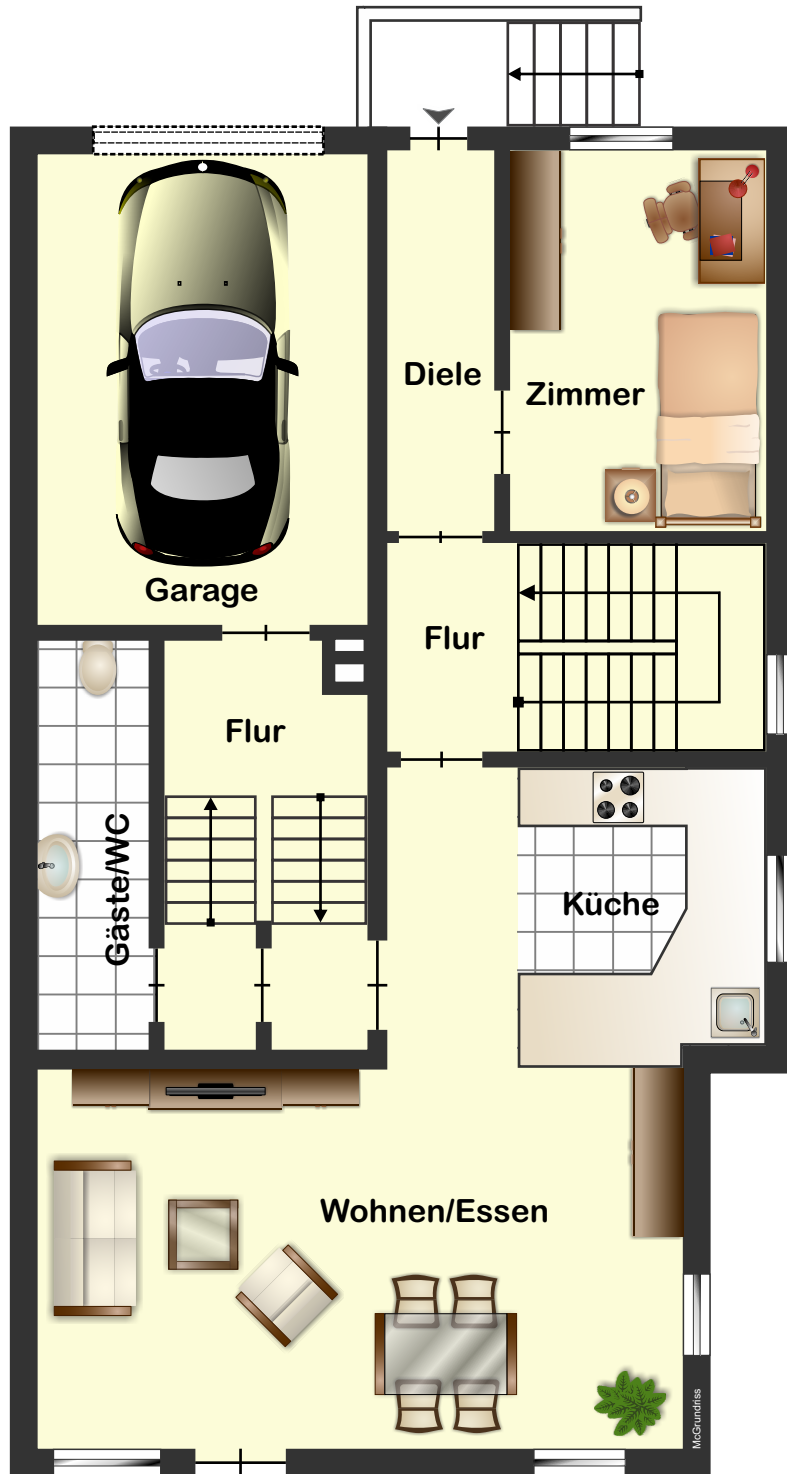 Diele
Zimmer
Garage
Flur
Flur
Gäste/WC
Küche
Wohnen/Essen
McGrundriss